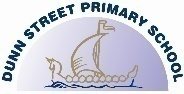 DUNN STREET PRIMARY SCHOOL